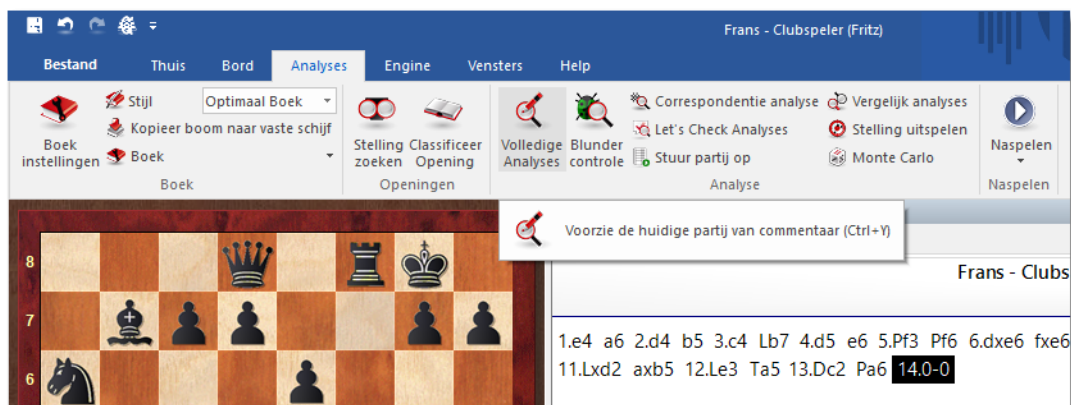 Frans - Clubspeler (Fritz)
Bestand Thuis Bord Analyses Engine Vensters Help
Boek instellingen
Stijl
Optimaal Boek
Kopieer boom naar vaste schijf
Boek
Boek
Stelling zoeken
Classificeer Opening
Openingen
Volledige Analyses
Blunder controle
Correspondentie analyse
Let's Check Analyses
Stuur partij op
Vergelijk analyses
Stelling uitspelen
Monte Carlo
Analyse
Naspelen
Naspelen
Voorzie de huidige partij van commentaar (Ctrl+Y)
8
7
6
Frans - Clubs
1.e4 a6 2.d4 b5 3.c4 Lb7 4.d5 e6 5.Pf3 Pf6 6.dxe6 fxe6
11.Lxd2 axb5 12.Le3 Ta5 13.Dc2 Pa6 14.0-0